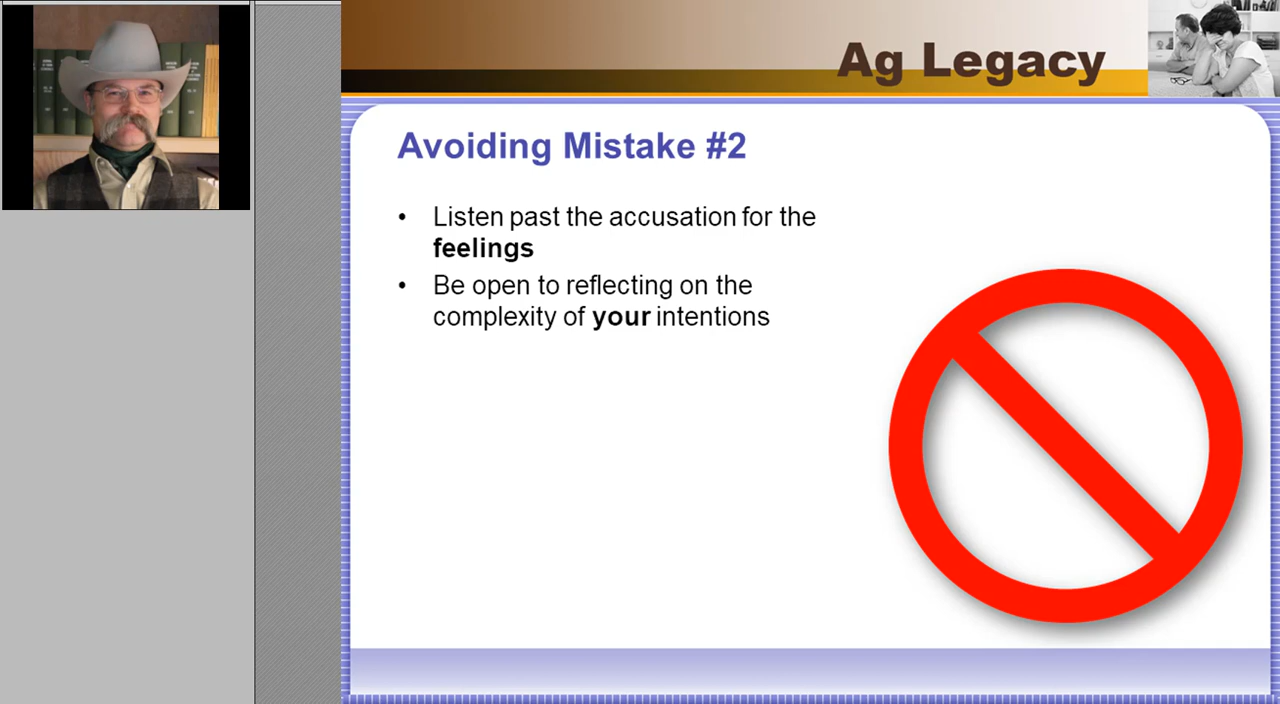 Ag Legacy
Avoiding Mistake #2
• Listen past the accusation for the
feelings
• Be open to reflecting on the
complexity of your intentions